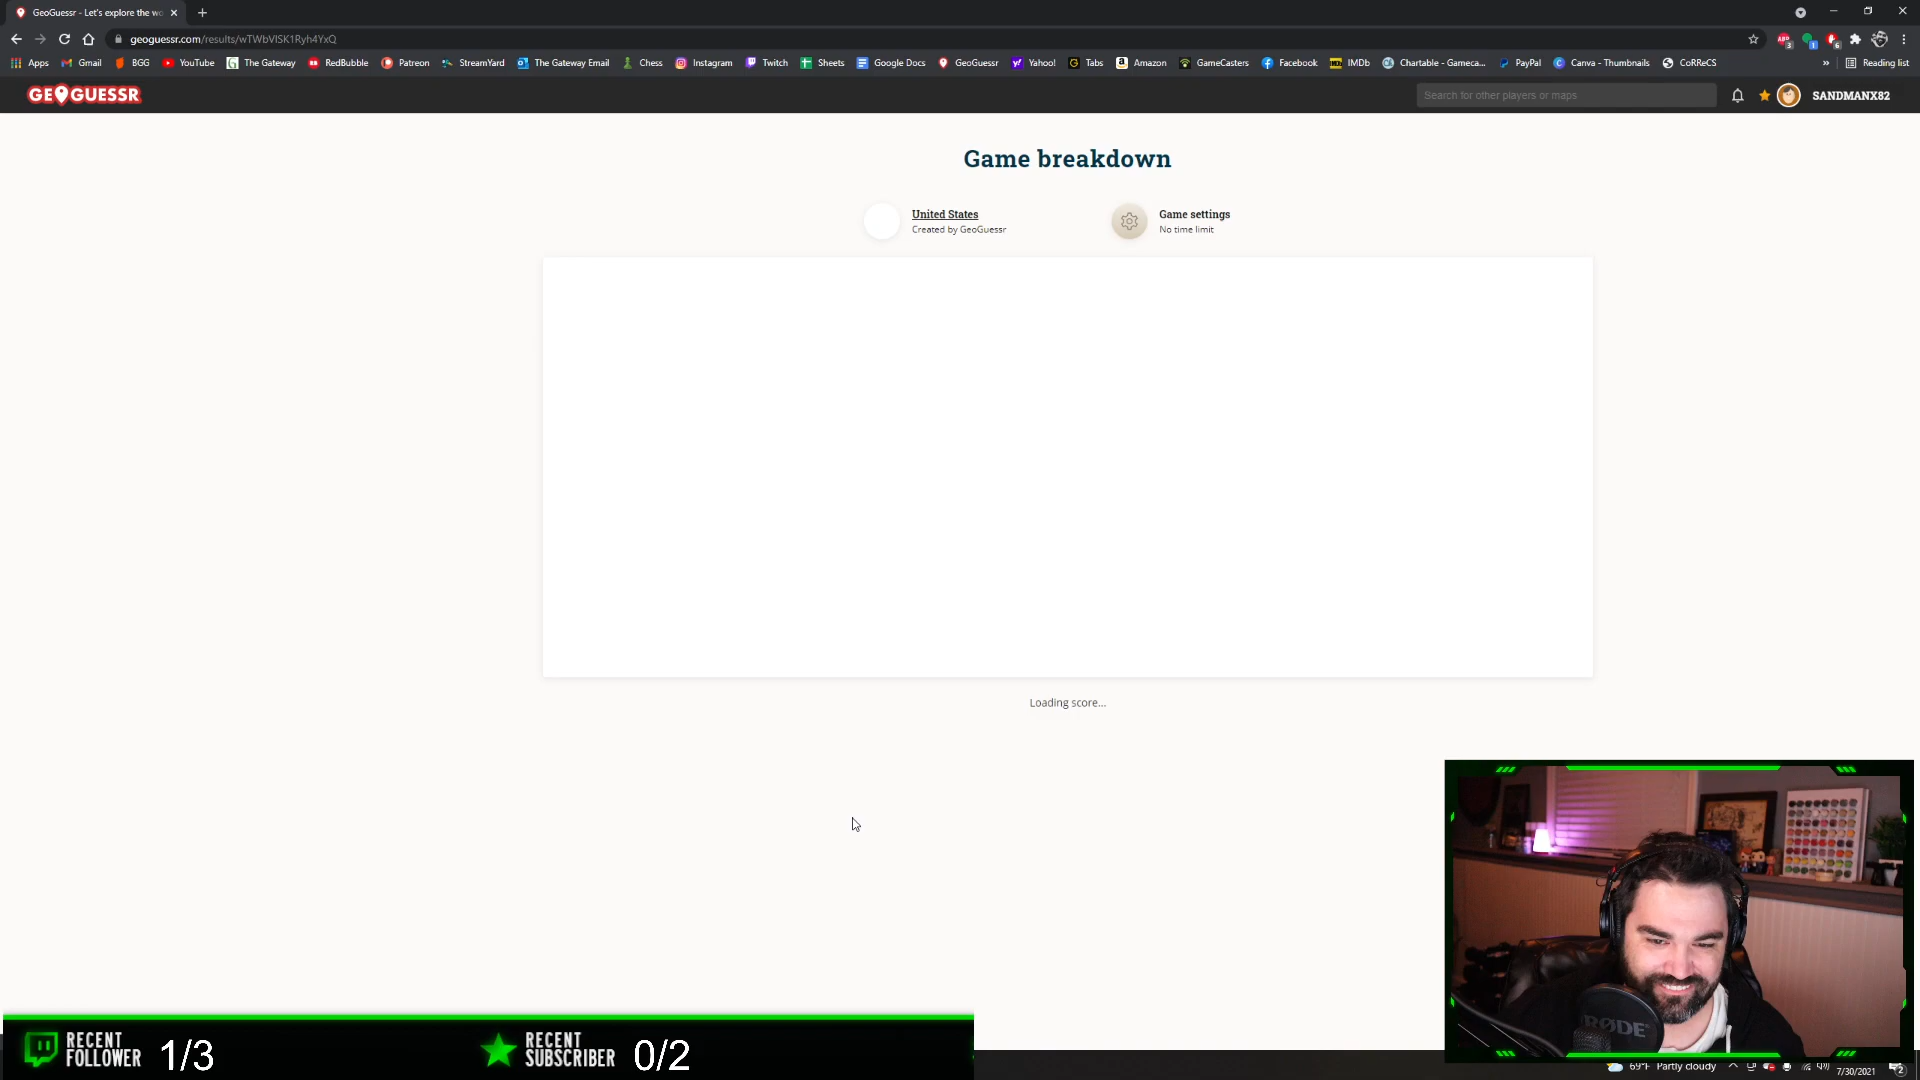 GeoGuessr - Let's explore the wo
geoguessr.com/results/wTWbVlSK1Ryh4YxQ
Apps Gmail BGG YouTube The Gateway RedBubble Patreon StreamYard The Gateway Email Chess Instagram Twitch Sheets Google Docs GeoGuessr Yahoo! Tabs Amazon GameCasters Facebook IMDb Chartable - Gameca... PayPal Canva - Thumbnails CoRReCS » Reading list
GEOGUESSR
Search for other players or maps
SANDMANX82
Game breakdown
United States
Created by GeoGuessr
Game settings
No time limit
Loading score...
RØDE
RECENT FOLLOWER 1/3
RECENT SUBSCRIBER 0/2
69°F Partly cloudy
7/30/2021
2